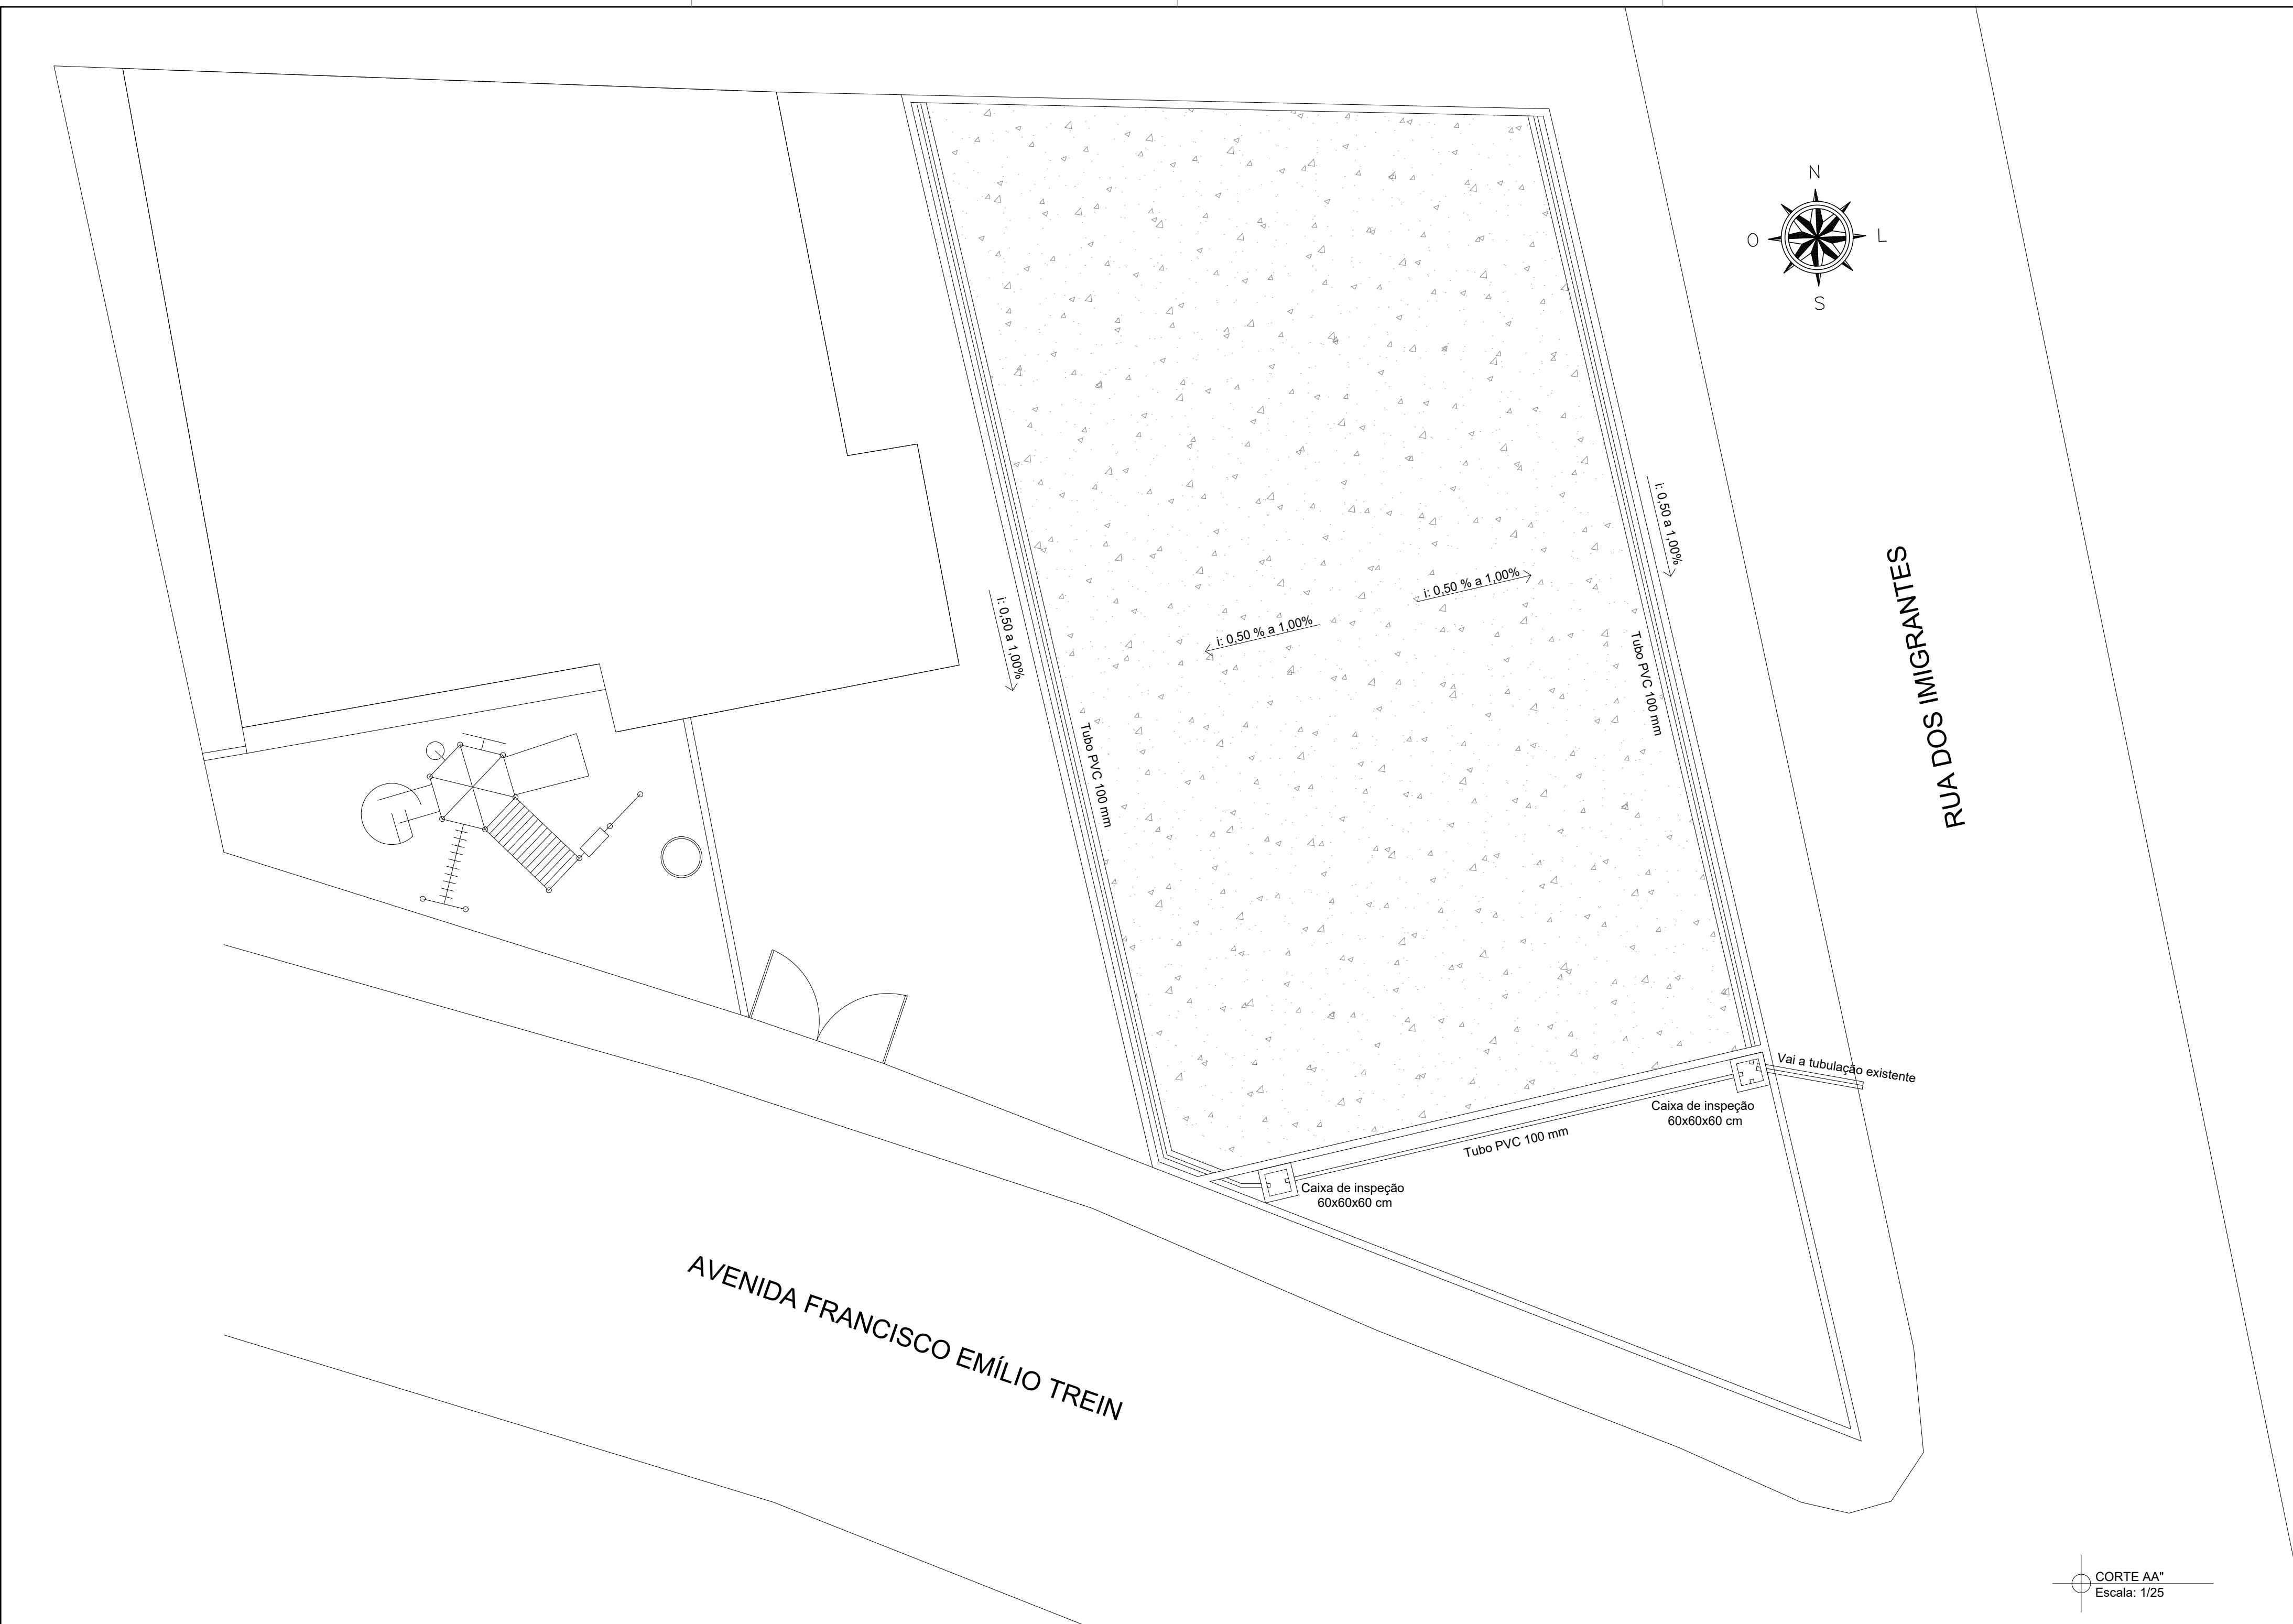 N
O
L
S
i: 0,50 a 1,00%
i: 0,50 % a 1,00%
i: 0,50 a 1,00%
i: 0,50 % a 1,00%
RUA DOS IMIGRANTES
Tubo PVC 100 mm
Tubo PVC 100 mm
Vai a tubulação existente
Caixa de inspeção
60x60x60 cm
Tubo PVC 100 mm
Caixa de inspeção
60x60x60 cm
AVENIDA FRANCISCO EMÍLIO TREIN
CORTE AA"
Escala: 1/25